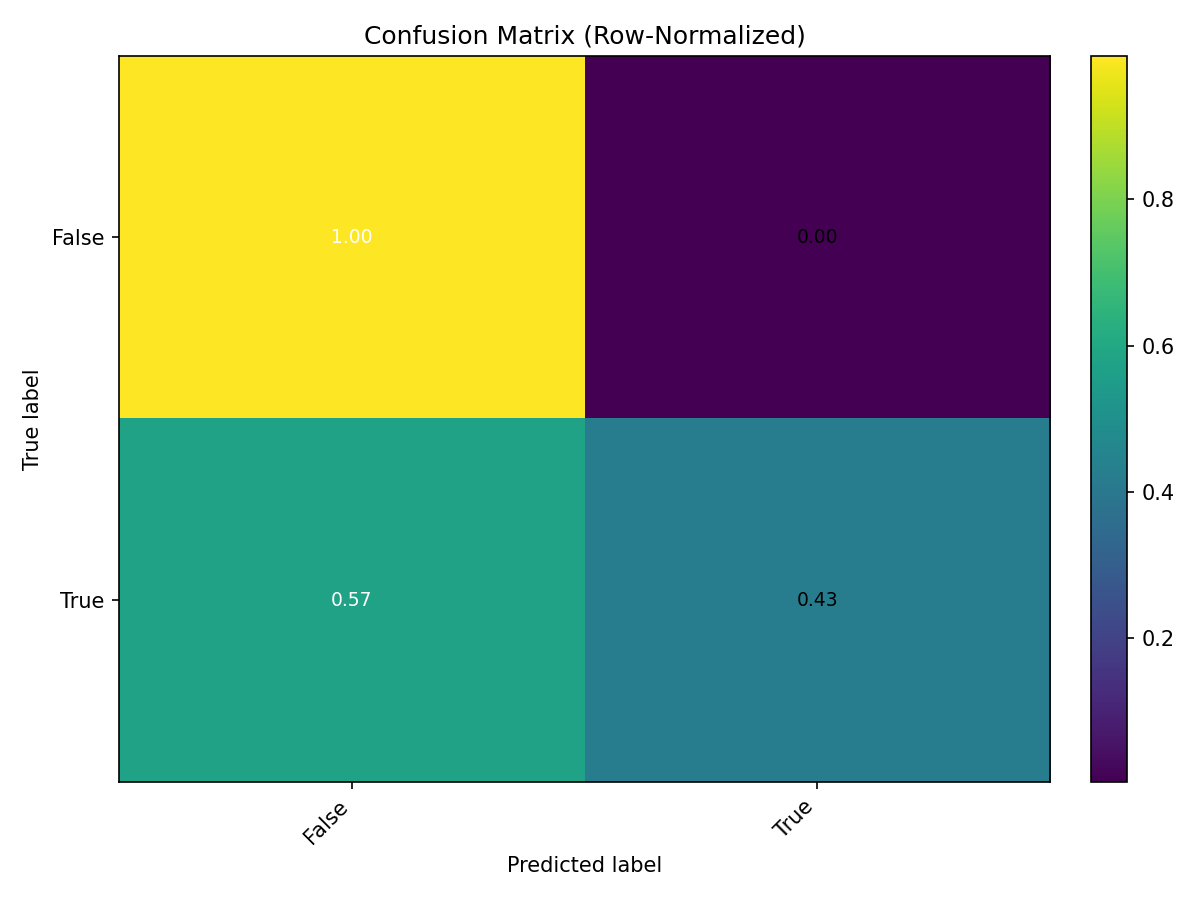 Confusion Matrix (Row-Normalized)
True label
False
True
1.00
0.00
0.57
0.43
False
True
Predicted label
0.8
0.6
0.4
0.2